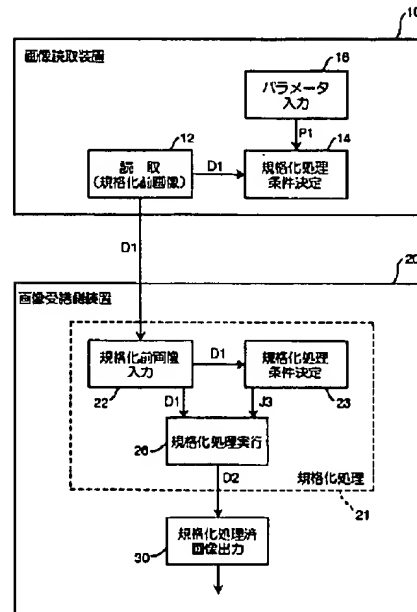 10
画像読取装置
16
パラメータ
入力
P1
12
14
読 取
(規格化前画像)
D1
規格化処理
条件決定
D1
20
画像受諾側装置
規格化前画像
入力
D1
規格化処理
条件決定
22
D1
J3
23
26
規格化処理実行
規格化処理
D2
21
規格化処理済
画像出力
30